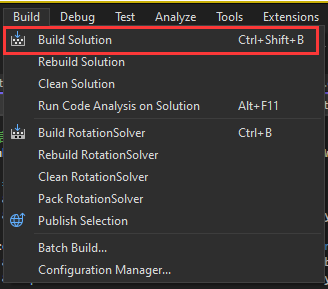 Build Debug Test Analyze Tools Extensions
Build Solution Ctrl+Shift+B
Rebuild Solution
Clean Solution
Run Code Analysis on Solution Alt+F11
Build RotationSolver Ctrl+B
Rebuild RotationSolver
Clean RotationSolver
Pack RotationSolver
Publish Selection
Batch Build...
Configuration Manager...